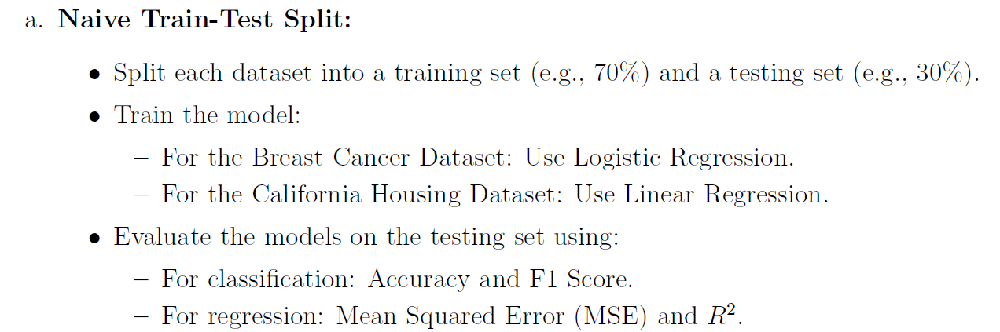 a. Naive Train-Test Split:
• Split each dataset into a training set (e.g., 70%) and a testing set (e.g., 30%).
• Train the model:
– For the Breast Cancer Dataset: Use Logistic Regression.
– For the California Housing Dataset: Use Linear Regression.
• Evaluate the models on the testing set using:
– For classification: Accuracy and F1 Score.
– For regression: Mean Squared Error (MSE) and R².